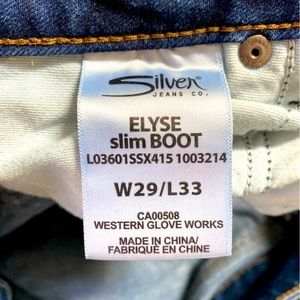 Silver
JEANS CO.
ELYSE
slim BOOT
L03601SSX415 1003214
W29/L33
CA00508
WESTERN GLOVE WORKS
MADE IN CHINA/
FABRIQUÉ EN CHINE